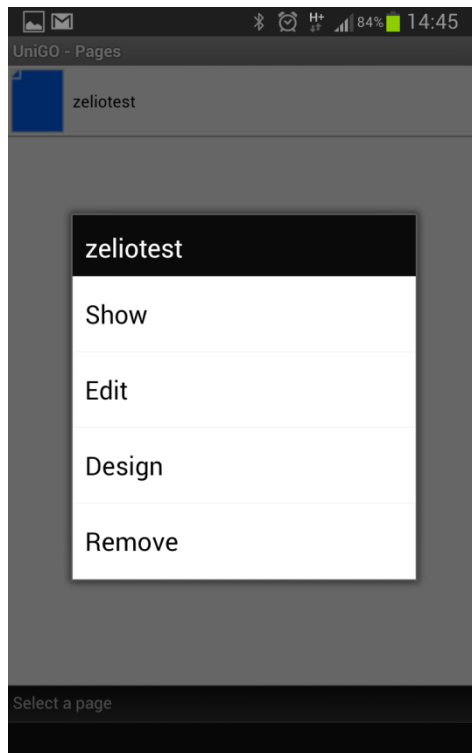 H+ 84% 14:45
UniGO - Pages
zeliotest
zeliotest
Show
Edit
Design
Remove
Select a page